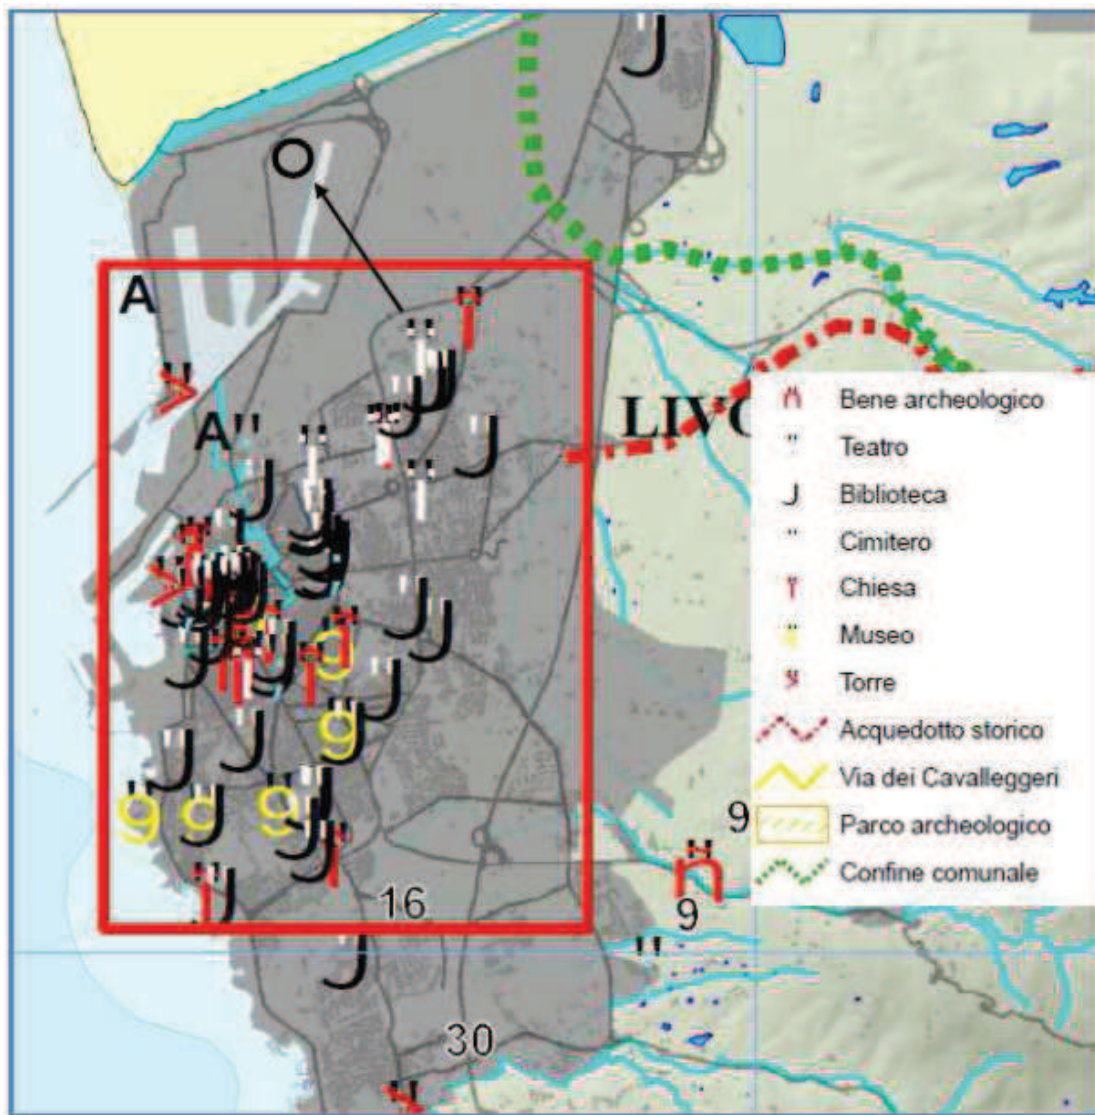 A
A
LIVO
Bene archeologico
Teatro
Biblioteca
Cimitero
Chiesa
Museo
Torre
Acquedotto storico
Via dei Cavalleggeri
Parco archeologico
Confine comunale
9
16
9
30